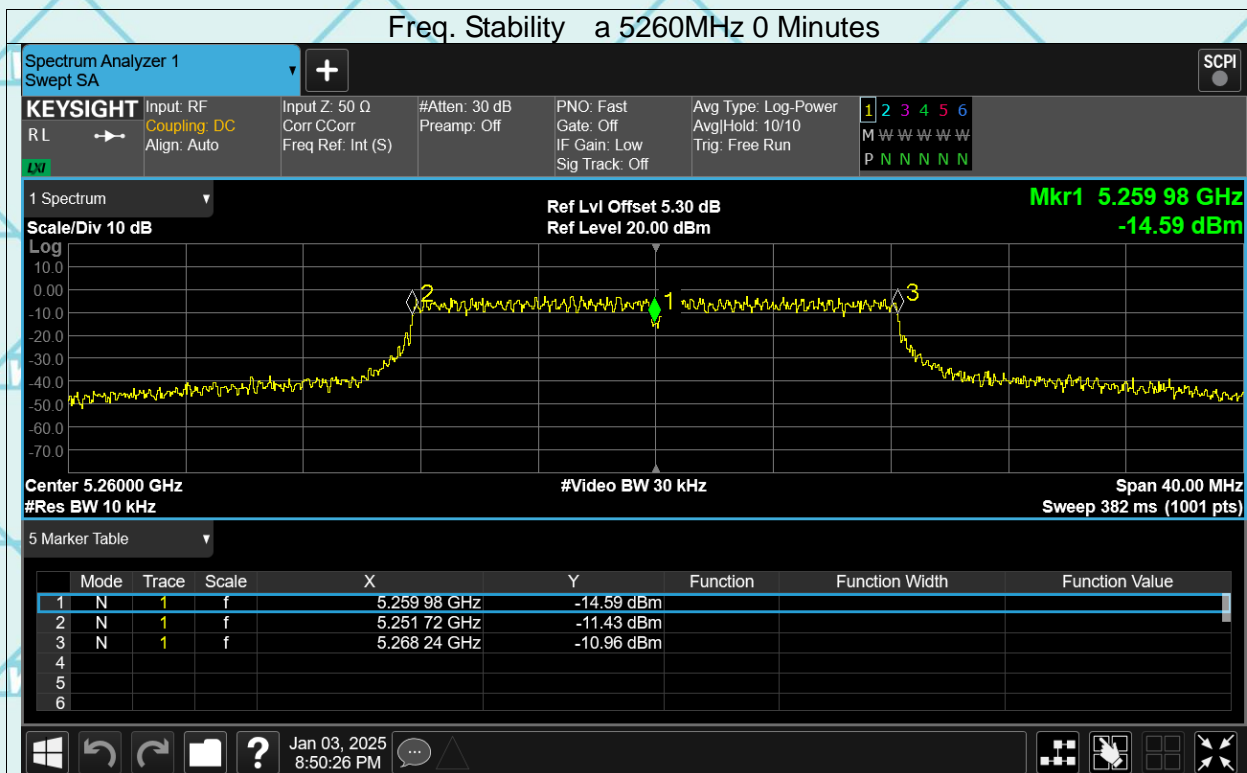 Freq. Stability a 5260MHz 0 Minutes
Spectrum Analyzer 1
Swept SA
SCPI
KEYSIGHT
R L
LXI
Input: RF
Coupling: DC
Align: Auto
Input Z: 50 Ω
Corr CCorr
Freq Ref: Int (S)
#Atten: 30 dB
Preamp: Off
PNO: Fast
Gate: Off
IF Gain: Low
Sig Track: Off
Avg Type: Log-Power
Avg|Hold: 10/10
Trig: Free Run
1 2 3 4 5 6
M W W W W W
P N N N N N
1 Spectrum
Scale/Div 10 dB
Ref Lvl Offset 5.30 dB
Ref Level 20.00 dBm
Mkr1 5.259 98 GHz
-14.59 dBm
Log
10.0
0.00
-10.0
-20.0
-30.0
-40.0
-50.0
-60.0
-70.0
2
1
3
Center 5.26000 GHz
#Video BW 30 kHz
Span 40.00 MHz
#Res BW 10 kHz
Sweep 382 ms (1001 pts)
5 Marker Table
Mode Trace Scale X Y Function Function Width Function Value
1 N 1 f 5.259 98 GHz -14.59 dBm
2 N 1 f 5.251 72 GHz -11.43 dBm
3 N 1 f 5.268 24 GHz -10.96 dBm
4
5
6
?
Jan 03, 2025
8:50:26 PM